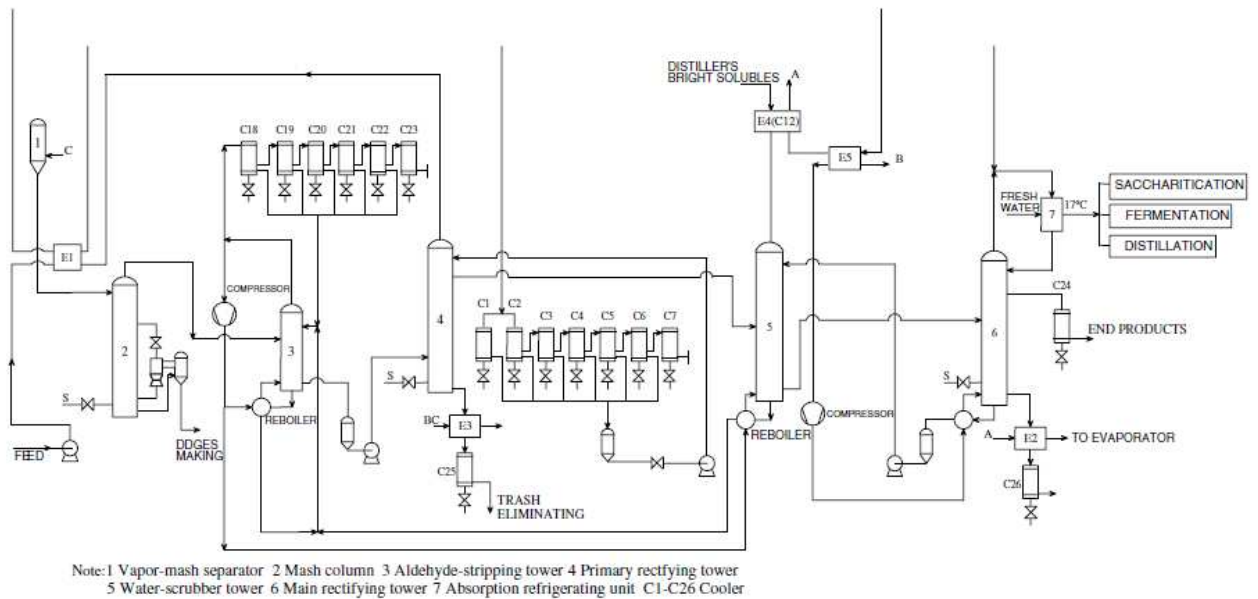 DISTILLER'S
BRIGHT SOLUBLES
A
E4(C12)
C18 C19 C20 C21 C22 C23
1
C
E5
B
FRESH
WATER
7
17°C
SACCHARITICATION
FERMENTATION
DISTILLATION
E1
COMPRESSOR
C1 C2 C3 C4 C5 C6 C7
C24
END PRODUCTS
2
3
4
5
6
S
S
S
REBOILER
REBOILER
COMPRESSOR
FEED
DDGES
MAKING
BC
E3
C25
TRASH
ELIMINATING
A
E2
TO EVAPORATOR
C26
Note:1 Vapor-mash separator 2 Mash column 3 Aldehyde-stripping tower 4 Primary rectfying tower
5 Water-scrubber tower 6 Main rectifying tower 7 Absorption refrigerating unit C1-C26 Cooler